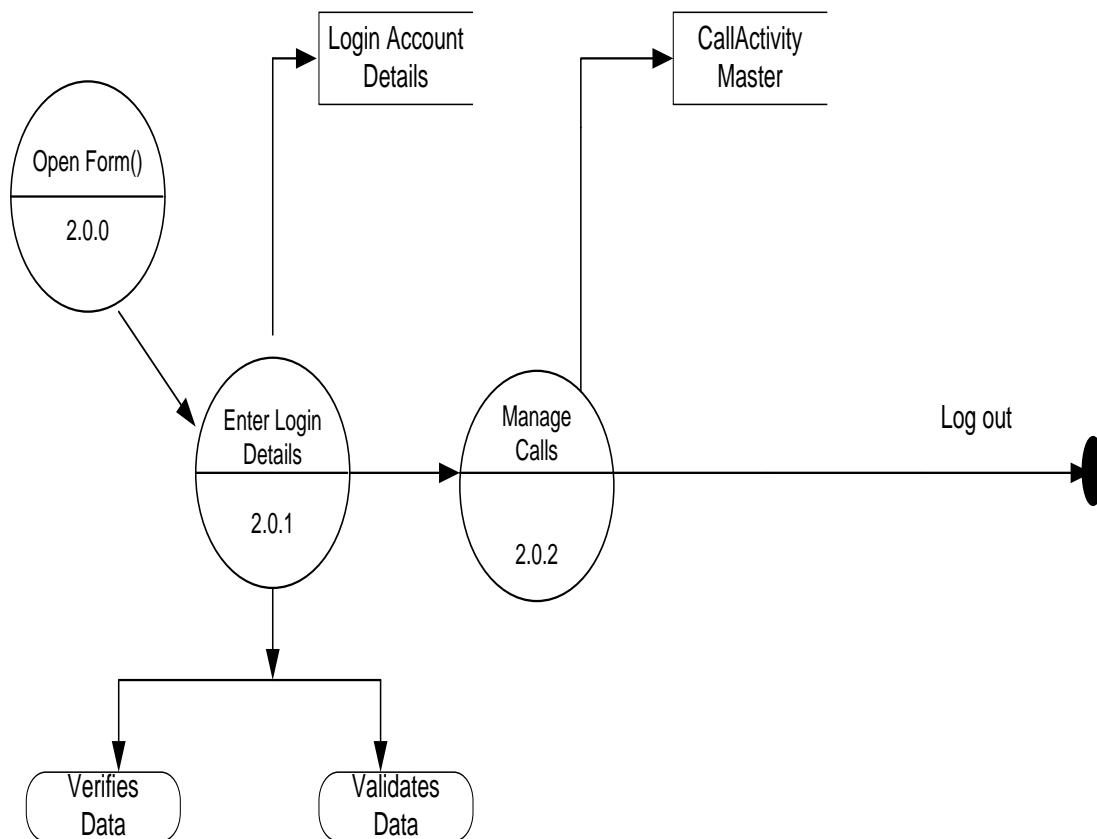 Login Account
Details
CallActivity
Master
Open Form()
2.0.0
Enter Login
Details
2.0.1
Manage
Calls
2.0.2
Log out
Verifies
Data
Validates
Data